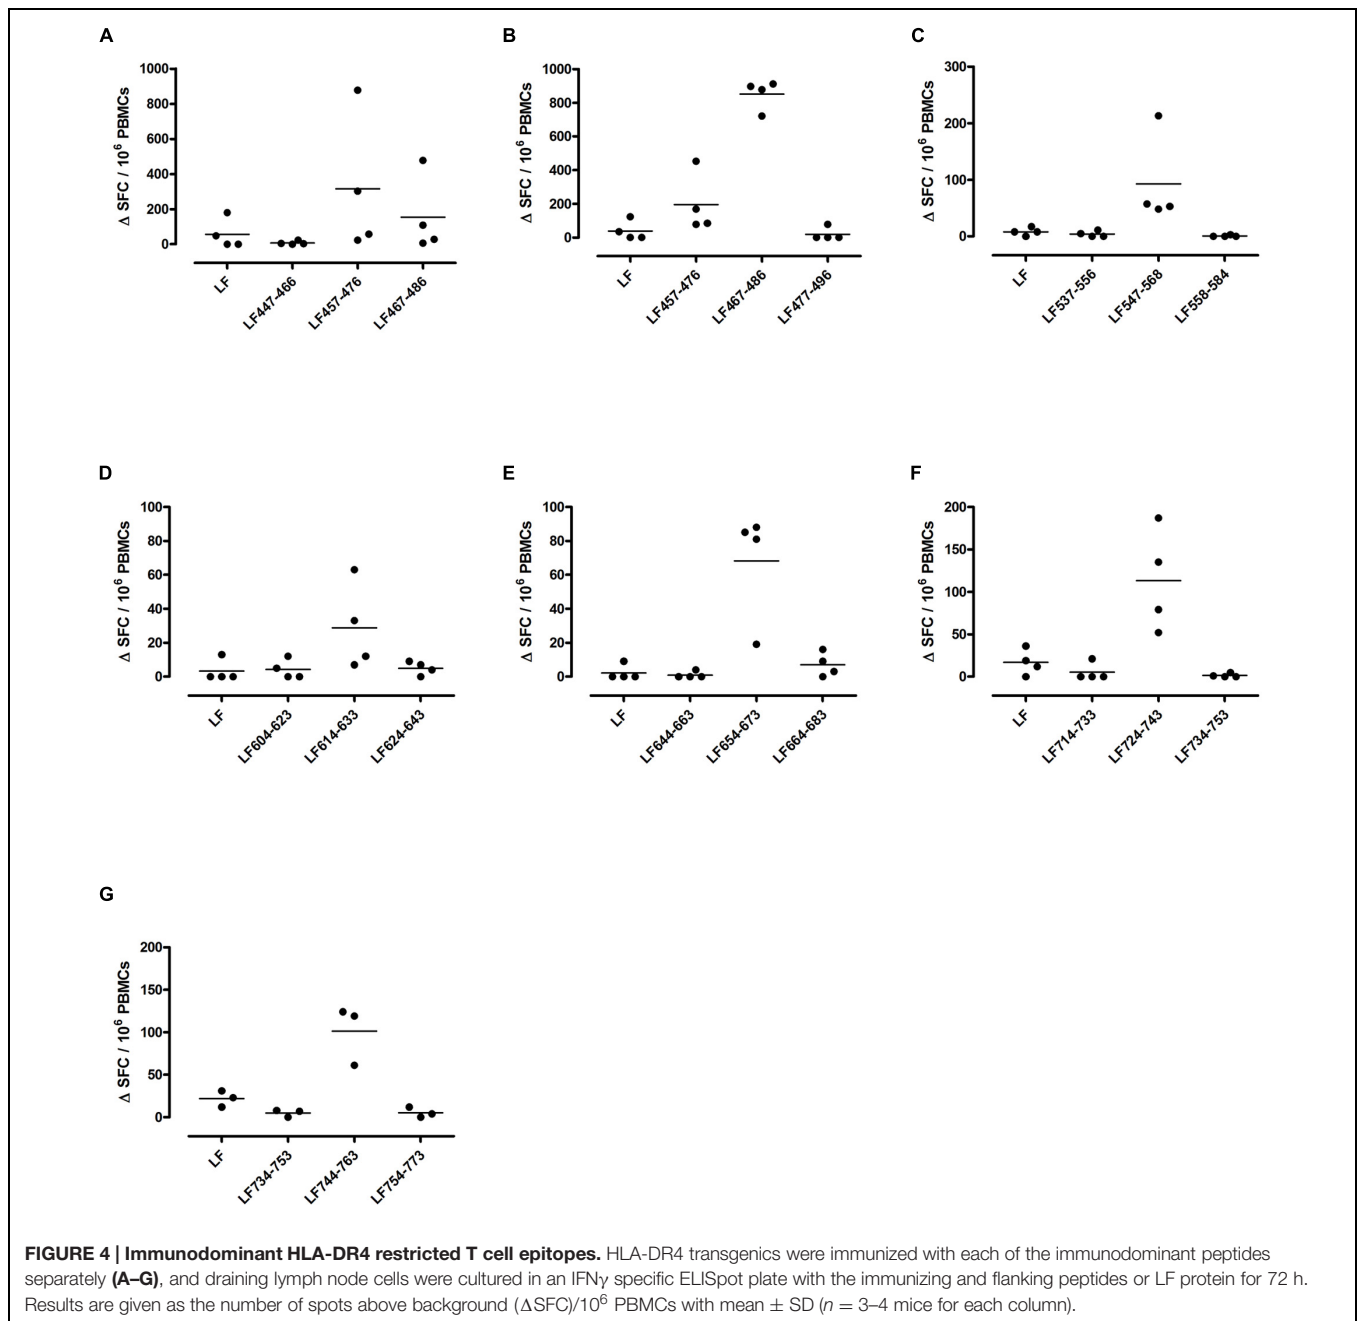 A
Δ SFC / 10⁶ PBMCs
1000
800
600
400
200
0
LF
LF447-466
LF457-476
LF467-486
B
Δ SFC / 10⁶ PBMCs
1000
800
600
400
200
0
LF
LF457-476
LF467-486
LF477-496
C
Δ SFC / 10⁶ PBMCs
300
200
100
0
LF
LF537-556
LF547-568
LF558-584
D
Δ SFC / 10⁶ PBMCs
100
80
60
40
20
0
LF
LF604-623
LF614-633
LF624-643
E
Δ SFC / 10⁶ PBMCs
100
80
60
40
20
0
LF
LF644-663
LF654-673
LF664-683
F
Δ SFC / 10⁶ PBMCs
200
150
100
50
0
LF
LF714-733
LF724-743
LF734-753
G
Δ SFC / 10⁶ PBMCs
200
150
100
50
0
LF
LF734-753
LF744-763
LF754-773
FIGURE 4 | Immunodominant HLA-DR4 restricted T cell epitopes. HLA-DR4 transgenics were immunized with each of the immunodominant peptides
separately (A–G), and draining lymph node cells were cultured in an IFNγ specific ELISpot plate with the immunizing and flanking peptides or LF protein for 72 h.
Results are given as the number of spots above background (ΔSFC)/10⁶ PBMCs with mean ± SD (n = 3–4 mice for each column).